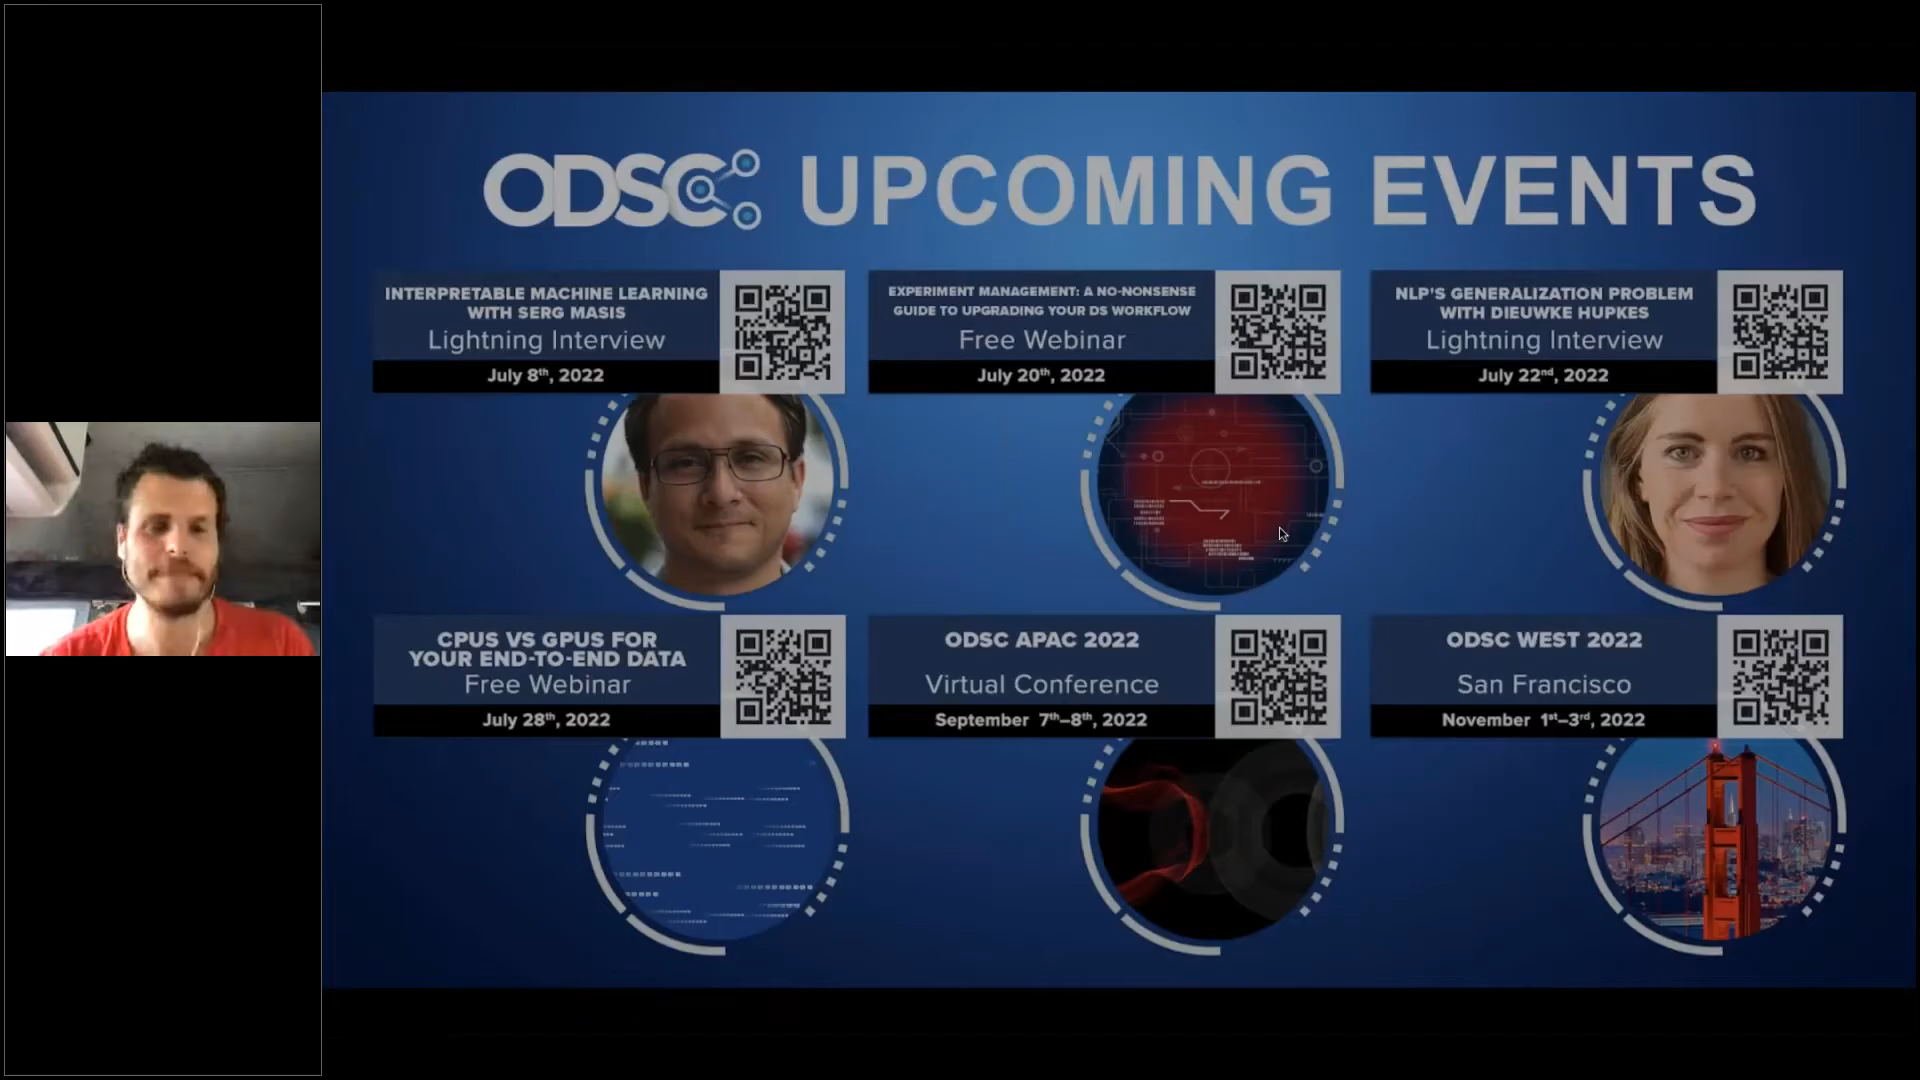 ODSC UPCOMING EVENTS
INTERPRETABLE MACHINE LEARNING
WITH SERG MASIS
Lightning Interview
July 8th, 2022
EXPERIMENT MANAGEMENT: A NO-NONSENSE
GUIDE TO UPGRADING YOUR DS WORKFLOW
Free Webinar
July 20th, 2022
NLP'S GENERALIZATION PROBLEM
WITH DIEUWKE HUPKES
Lightning Interview
July 22nd, 2022
CPUS VS GPUS FOR
YOUR END-TO-END DATA
Free Webinar
July 28th, 2022
ODSC APAC 2022
Virtual Conference
September 7th–8th, 2022
ODSC WEST 2022
San Francisco
November 1st–3rd, 2022